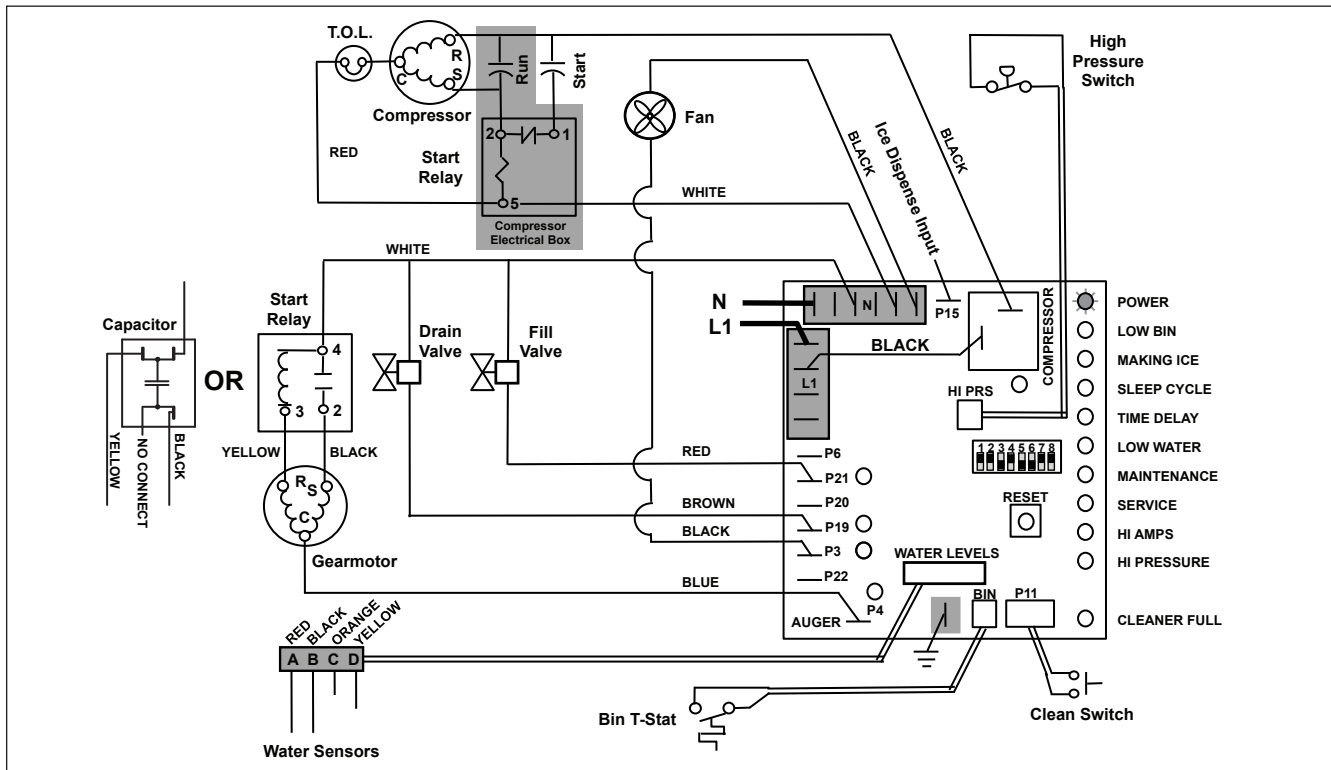 T.O.L.
R
S
C
Compressor
Run
Start
2
1
5
Start
Relay
Compressor
Electrical Box
RED
WHITE
Fan
BLACK
Ice Dispense Input
BLACK
High
Pressure
Switch
WHITE
Capacitor
YELLOW
NO CONNECT
BLACK
OR
Start
Relay
4
3
2
YELLOW
BLACK
R
S
C
Gearmotor
Drain
Valve
Fill
Valve
N
L1
N
L1
BLACK
P15
COMPRESSOR
HI PRS
1 2 3 4 5 6 7 8
RESET
RED
BROWN
BLACK
BLUE
P6
P21
P20
P19
P3
P22
P4
AUGER
WATER LEVELS
BIN
P11
POWER
LOW BIN
MAKING ICE
SLEEP CYCLE
TIME DELAY
LOW WATER
MAINTENANCE
SERVICE
HI AMPS
HI PRESSURE
CLEANER FULL
RED
BLACK
ORANGE
YELLOW
A B C D
Water Sensors
Bin T-Stat
Clean Switch